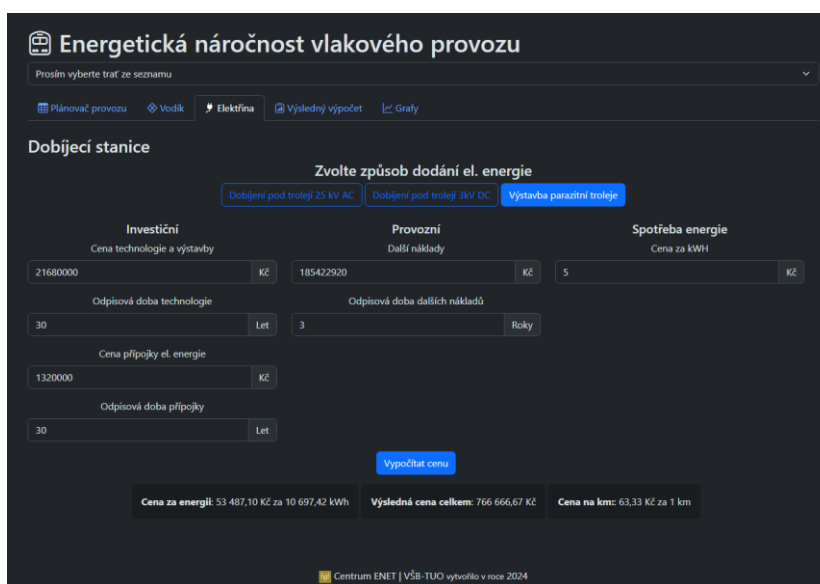 Energetická náročnost vlakového provozu
Prosím vyberte trať ze seznamu
Plánovač provozu Vodík Elektřina Výsledný výpočet Grafy
Dobíjecí stanice
Zvolte způsob dodání el. energie
Dobíjení pod trolejí 25 kV AC Dobíjení pod trolejí 3kV DC Výstavba parazitní troleje
Investiční Provozní Spotřeba energie
Cena technologie a výstavby Další náklady Cena za kWH
21680000 Kč 185422920 Kč 5 Kč
Odpisová doba technologie Odpisová doba dalších nákladů
30 Let 3 Roky
Cena přípojky el. energie
1320000 Kč
Odpisová doba přípojky
30 Let
Vypočítat cenu
Cena za energii: 53 487,10 Kč za 10 697,42 kWh Výsledná cena celkem: 766 666,67 Kč Cena na km:: 63,33 Kč za 1 km
Centrum ENET | VŠB-TUO vytvořilo v roce 2024